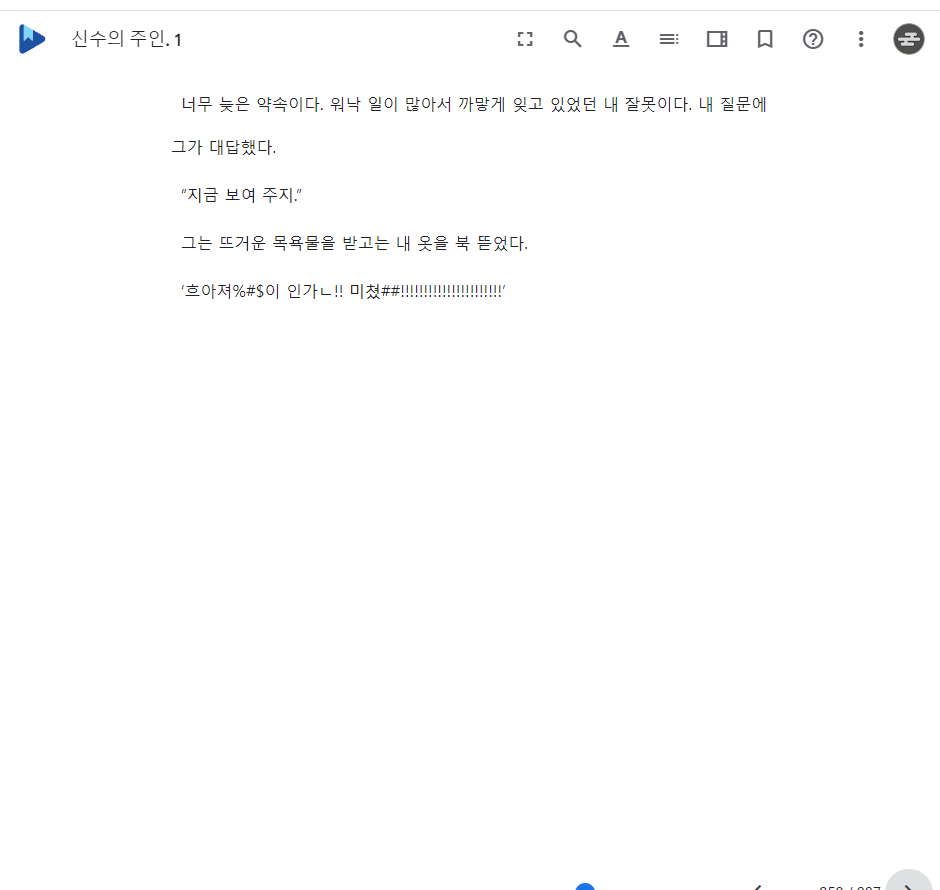 신수의 주인. 1
너무 늦은 약속이다. 워낙 일이 많아서 까맣게 잊고 있었던 내 잘못이다. 내 질문에
그가 대답했다.
“지금 보여 주지.”
그는 뜨거운 목욕물을 받고는 내 옷을 북 뜯었다.
‘흐아져%#$이 인가ㄴ!! 미쳤##!!!!!!!!!!!!!!!!!!!!!!’